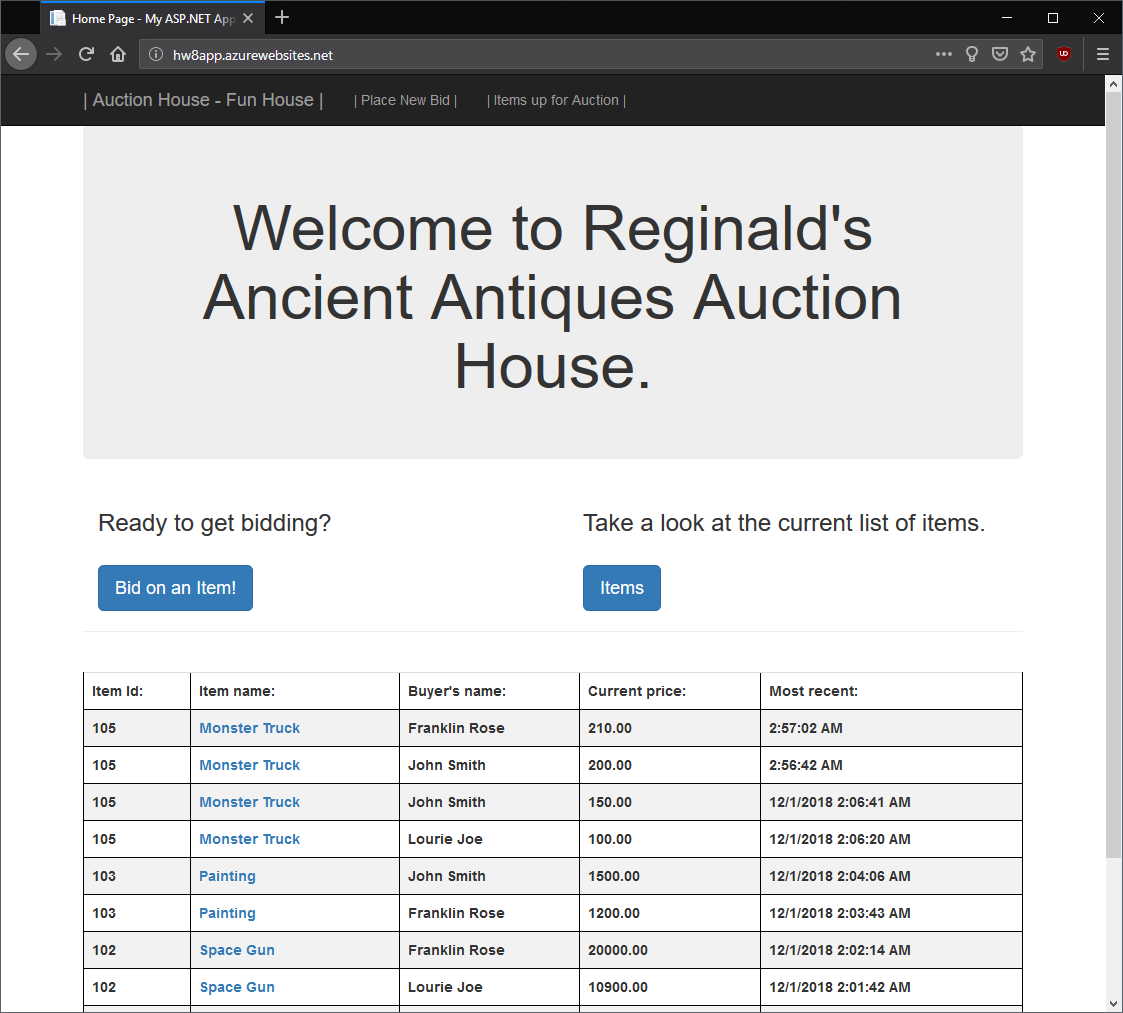 Home Page - My ASP.NET App
hw8app.azurewebsites.net
| Auction House - Fun House | | Place New Bid | | Items up for Auction |
Welcome to Reginald's
Ancient Antiques Auction
House.
Ready to get bidding? Take a look at the current list of items.
Bid on an Item! Items
Item Id: Item name: Buyer's name: Current price: Most recent:
105 Monster Truck Franklin Rose 210.00 2:57:02 AM
105 Monster Truck John Smith 200.00 2:56:42 AM
105 Monster Truck John Smith 150.00 12/1/2018 2:06:41 AM
105 Monster Truck Lourie Joe 100.00 12/1/2018 2:06:20 AM
103 Painting John Smith 1500.00 12/1/2018 2:04:06 AM
103 Painting Franklin Rose 1200.00 12/1/2018 2:03:43 AM
102 Space Gun Franklin Rose 20000.00 12/1/2018 2:02:14 AM
102 Space Gun Lourie Joe 10900.00 12/1/2018 2:01:42 AM